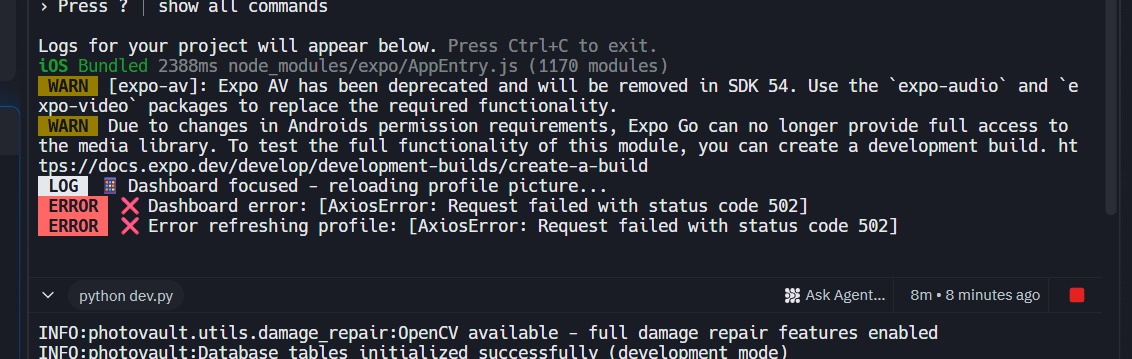 › Press ? │ show all commands
Logs for your project will appear below. Press Ctrl+C to exit.
iOS Bundled 2388ms node_modules/expo/AppEntry.js (1170 modules)
WARN [expo-av]: Expo AV has been deprecated and will be removed in SDK 54. Use the `expo-audio` and `e
xpo-video` packages to replace the required functionality.
WARN Due to changes in Androids permission requirements, Expo Go can no longer provide full access to
the media library. To test the full functionality of this module, you can create a development build. ht
tps://docs.expo.dev/develop/development-builds/create-a-build
LOG 📱 Dashboard focused - reloading profile picture...
ERROR ❌ Dashboard error: [AxiosError: Request failed with status code 502]
ERROR ❌ Error refreshing profile: [AxiosError: Request failed with status code 502]
python dev.py Ask Agent... 8m • 8 minutes ago
INFO:photovault.utils.damage_repair:OpenCV available - full damage repair features enabled
INFO:photovault:Database tables initialized successfully (development mode)